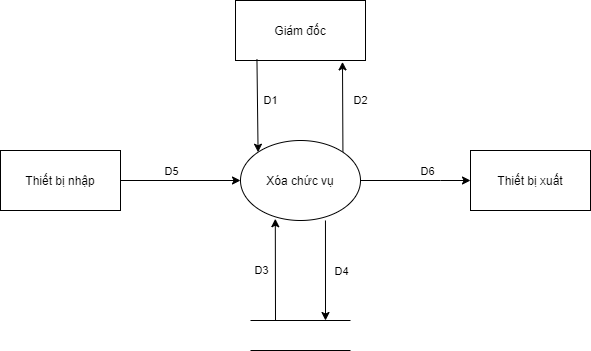 Giám đốc
D1
D2
Thiết bị nhập
D5
Xóa chức vụ
D6
Thiết bị xuất
D3
D4